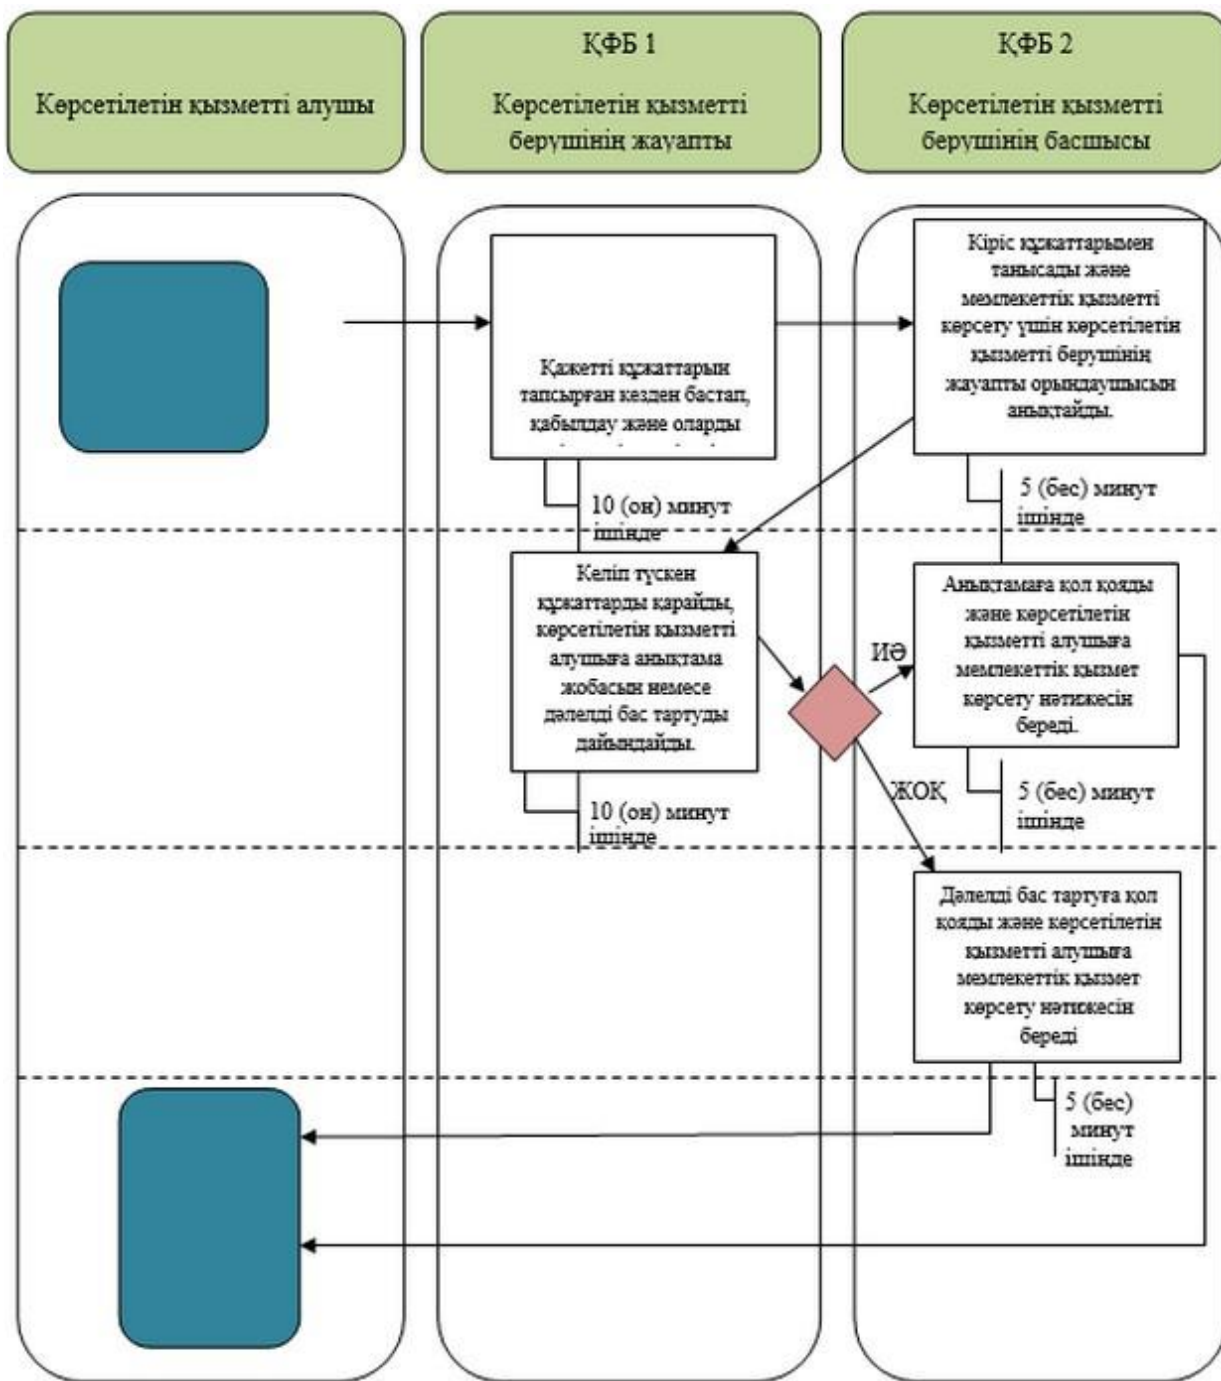 Көрсетілетін қызметті алушы
ҚФБ 1
Көрсетілетін қызметті
берушінің жауапты
ҚФБ 2
Көрсетілетін қызметті
берушінің басшысы
Қажетті құжаттарын
тапсырған кезден бастап,
қабылдау және оларды
10 (он) минут
ішінде
Кіріс құжаттарымен
танысады және
мемлекеттік қызметті
көрсету үшін көрсетілетін
қызметті берушінің
жауапты орындаушысын
анықтайды.
5 (бес) минут
ішінде
Келіп түскен
құжаттарды қарайды,
көрсетілетін қызметті
алушыға анықтама
жобасын немесе
дәлелді бас тартуды
дайындайды.
10 (он) минут
ішінде
ИӘ
ЖОҚ
Анықтамаға қол қояды
және көрсетілетін
қызметті алушыға
мемлекеттік қызмет
көрсету нәтижесін
береді.
5 (бес) минут
ішінде
Дәлелді бас тартуға қол
қояды және көрсетілетін
қызметті алушыға
мемлекеттік қызмет
көрсету нәтижесін
береді
5 (бес)
минут
ішінде